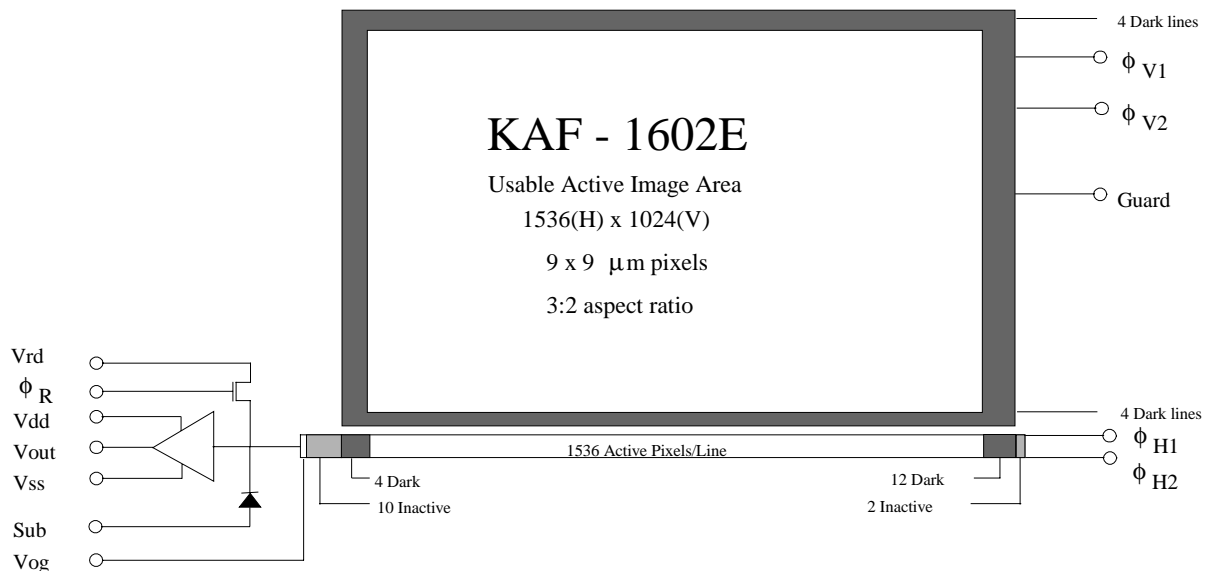 4 Dark lines
ϕ V1
ϕ V2
KAF - 1602E
Usable Active Image Area
1536(H) x 1024(V)
9 x 9 μm pixels
3:2 aspect ratio
Guard
Vrd
ϕ R
Vdd
Vout
Vss
Sub
Vog
4 Dark lines
ϕ H1
ϕ H2
1536 Active Pixels/Line
4 Dark
10 Inactive
12 Dark
2 Inactive